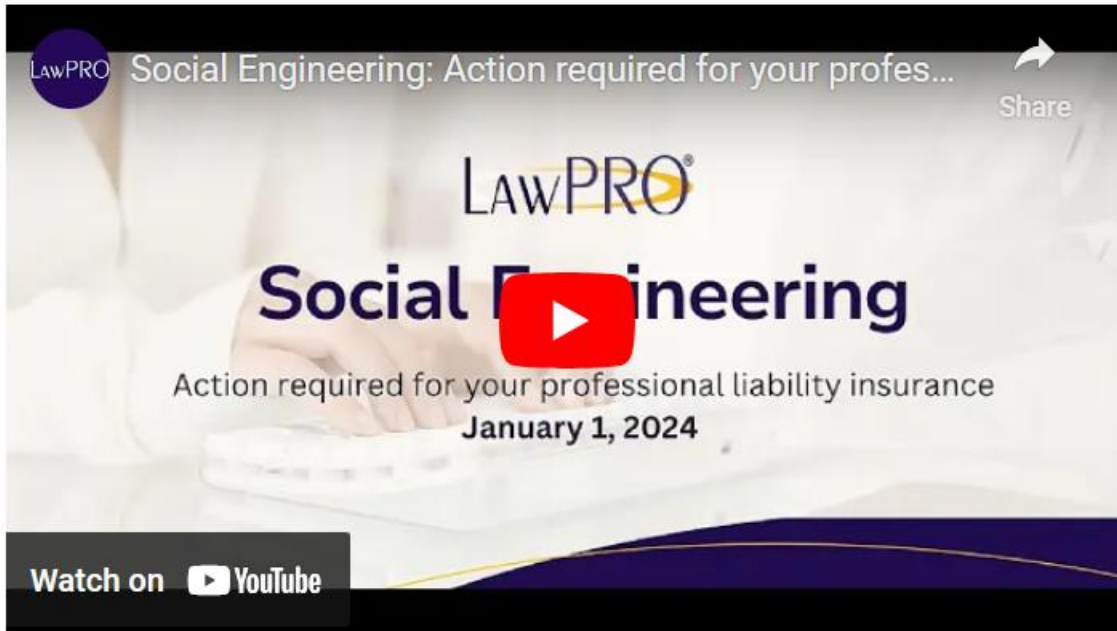 LAWPRO
Social Engineering: Action required for your profes...
Share
LAWPRO®
Social Engineering
Action required for your professional liability insurance
January 1, 2024
Watch on YouTube